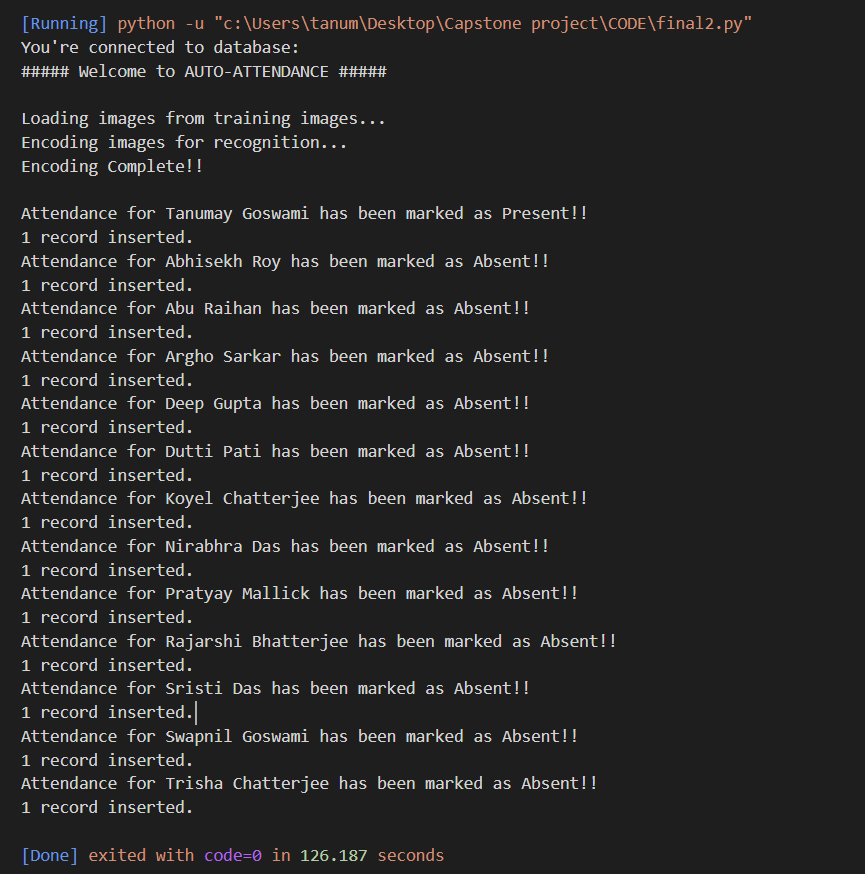 [Running] python -u "c:\Users\tanum\Desktop\Capstone project\CODE\final2.py"
You're connected to database:
##### Welcome to AUTO-ATTENDANCE #####
Loading images from training images...
Encoding images for recognition...
Encoding Complete!!
Attendance for Tanumay Goswami has been marked as Present!!
1 record inserted.
Attendance for Abhisekh Roy has been marked as Absent!!
1 record inserted.
Attendance for Abu Raihan has been marked as Absent!!
1 record inserted.
Attendance for Argho Sarkar has been marked as Absent!!
1 record inserted.
Attendance for Deep Gupta has been marked as Absent!!
1 record inserted.
Attendance for Dutti Pati has been marked as Absent!!
1 record inserted.
Attendance for Koyel Chatterjee has been marked as Absent!!
1 record inserted.
Attendance for Nirabhra Das has been marked as Absent!!
1 record inserted.
Attendance for Pratyay Mallick has been marked as Absent!!
1 record inserted.
Attendance for Rajarshi Bhatterjee has been marked as Absent!!
1 record inserted.
Attendance for Sristi Das has been marked as Absent!!
1 record inserted.
Attendance for Swapnil Goswami has been marked as Absent!!
1 record inserted.
Attendance for Trisha Chatterjee has been marked as Absent!!
1 record inserted.
[Done] exited with code=0 in 126.187 seconds